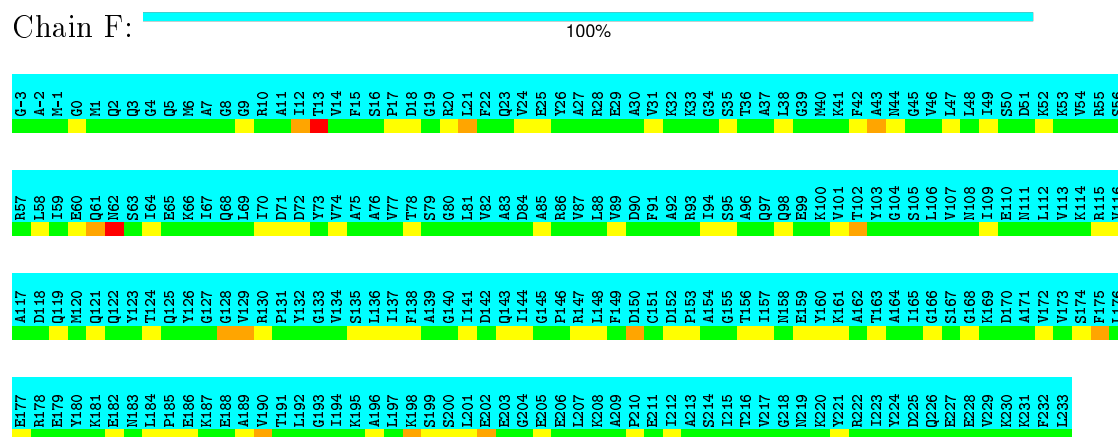 Chain F:
100%
G-3 A-2 M-1 G0 M1 Q2 Q3 G4 Q5 M6 A7 G8 G9 R10 A11 I12 T13 V14 F15 S16 P17 D18 G19 R20 L21 F22 Q23 V24 E25 Y26 A27 R28 E29 A30 V31 K32 K33 G34 S35 T36 A37 L38 G39 M40 K41 F42 A43 N44 G45 V46 L47 L48 I49 S50 D51 K52 K53 V54 R55 S56
R57 L58 I59 E60 Q61 N62 S63 I64 E65 K66 I67 Q68 L69 I70 D71 D72 Y73 V74 A75 A76 V77 T78 S79 G80 L81 V82 A83 D84 A85 R86 V87 L88 V89 D90 F91 A92 R93 I94 S95 A96 Q97 Q98 E99 K100 V101 T102 Y103 G104 S105 L106 V107 N108 I109 E110 N111 L112 V113 K114 R115 V116
A117 D118 Q119 M120 Q121 Q122 Y123 T124 Q125 Y126 G127 G128 V129 R130 P131 Y132 G133 V134 S135 L136 I137 F138 A139 G140 I141 D142 Q143 I144 G145 P146 R147 L148 F149 D150 C151 D152 P153 A154 G155 T156 I157 N158 E159 Y160 K161 A162 T163 A164 I165 G166 S167 G168 K169 D170 A171 V172 V173 S174 F175 L176
E177 R178 E179 Y180 K181 E182 N183 L184 P185 E186 K187 E188 A189 V190 T191 L192 G193 I194 K195 A196 L197 K198 S199 S200 L201 E202 E203 G204 E205 E206 L207 K208 A209 P210 E211 I212 A213 S214 I215 T216 V217 G218 N219 K220 Y221 R222 I223 Y224 D225 Q226 E227 E228 V229 K230 K231 F232 L233